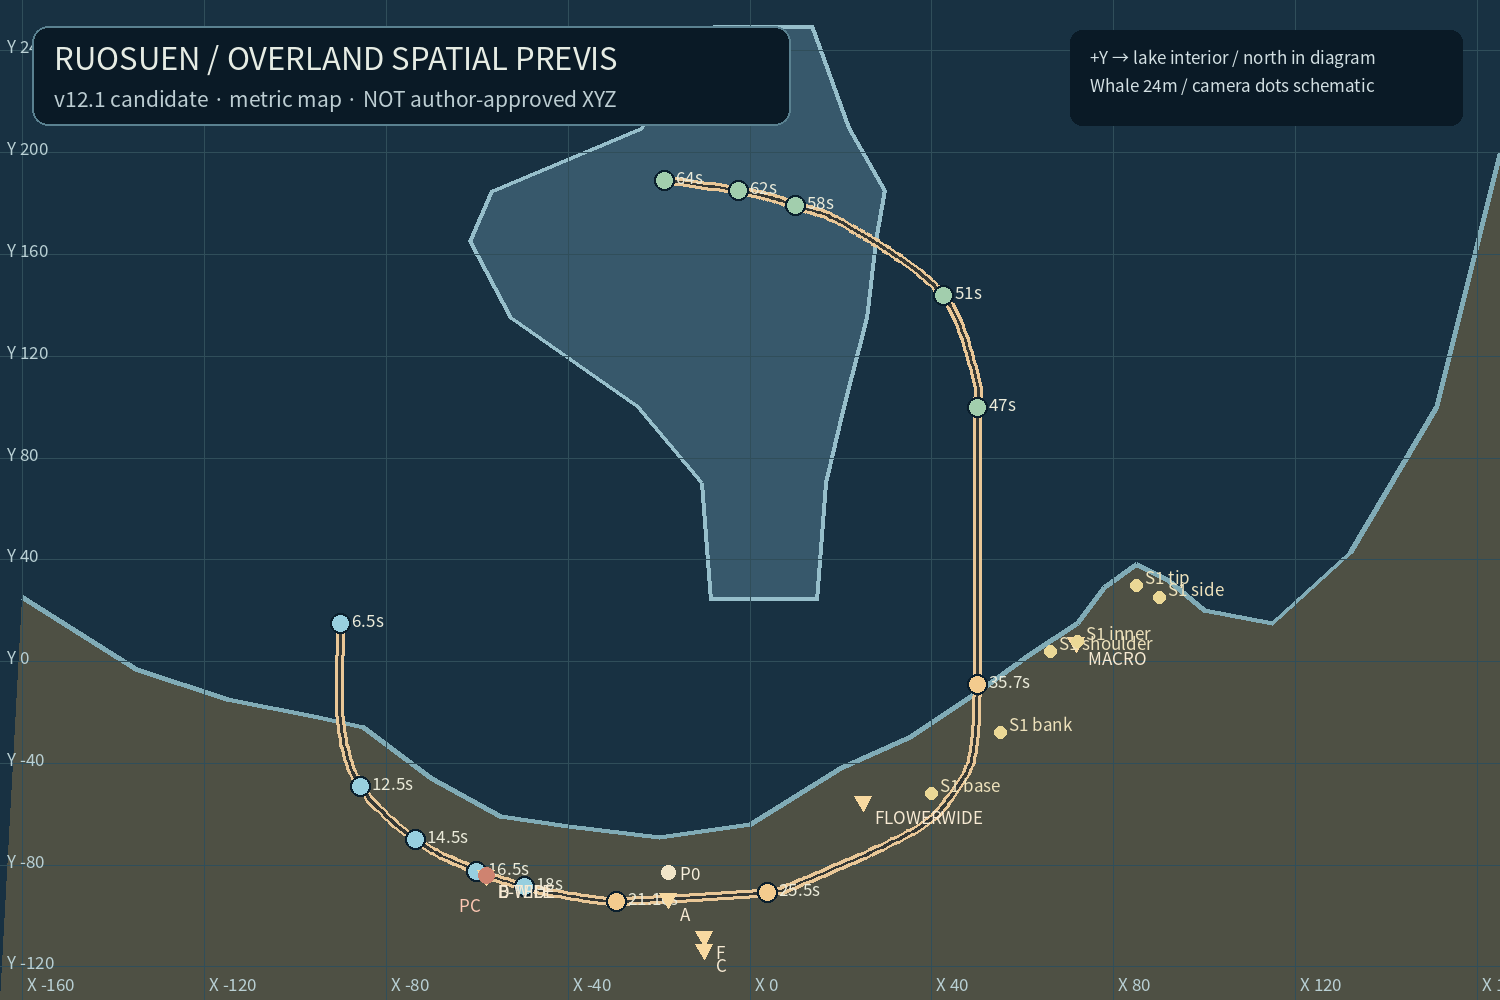 RUOSUEN / OVERLAND SPATIAL PREVIS
v12.1 candidate · metric map · NOT author-approved XYZ
+Y → lake interior / north in diagram
Whale 24m / camera dots schematic
Y 200
64s
62s
58s
Y 160
51s
Y 120
47s
Y 80
Y 40
S1 tip
S1 side
6.5s
S1 inner
S1 shoulder
Y 0
MACRO
35.7s
S1 bank
Y -40
12.5s
S1 base
FLOWERWIDE
14.5s
Y -80
16.5s
P0
18s
25.5s
PC
A
F
C
Y -120
X -160
X -120
X -80
X -40
X 0
X 40
X 80
X 120